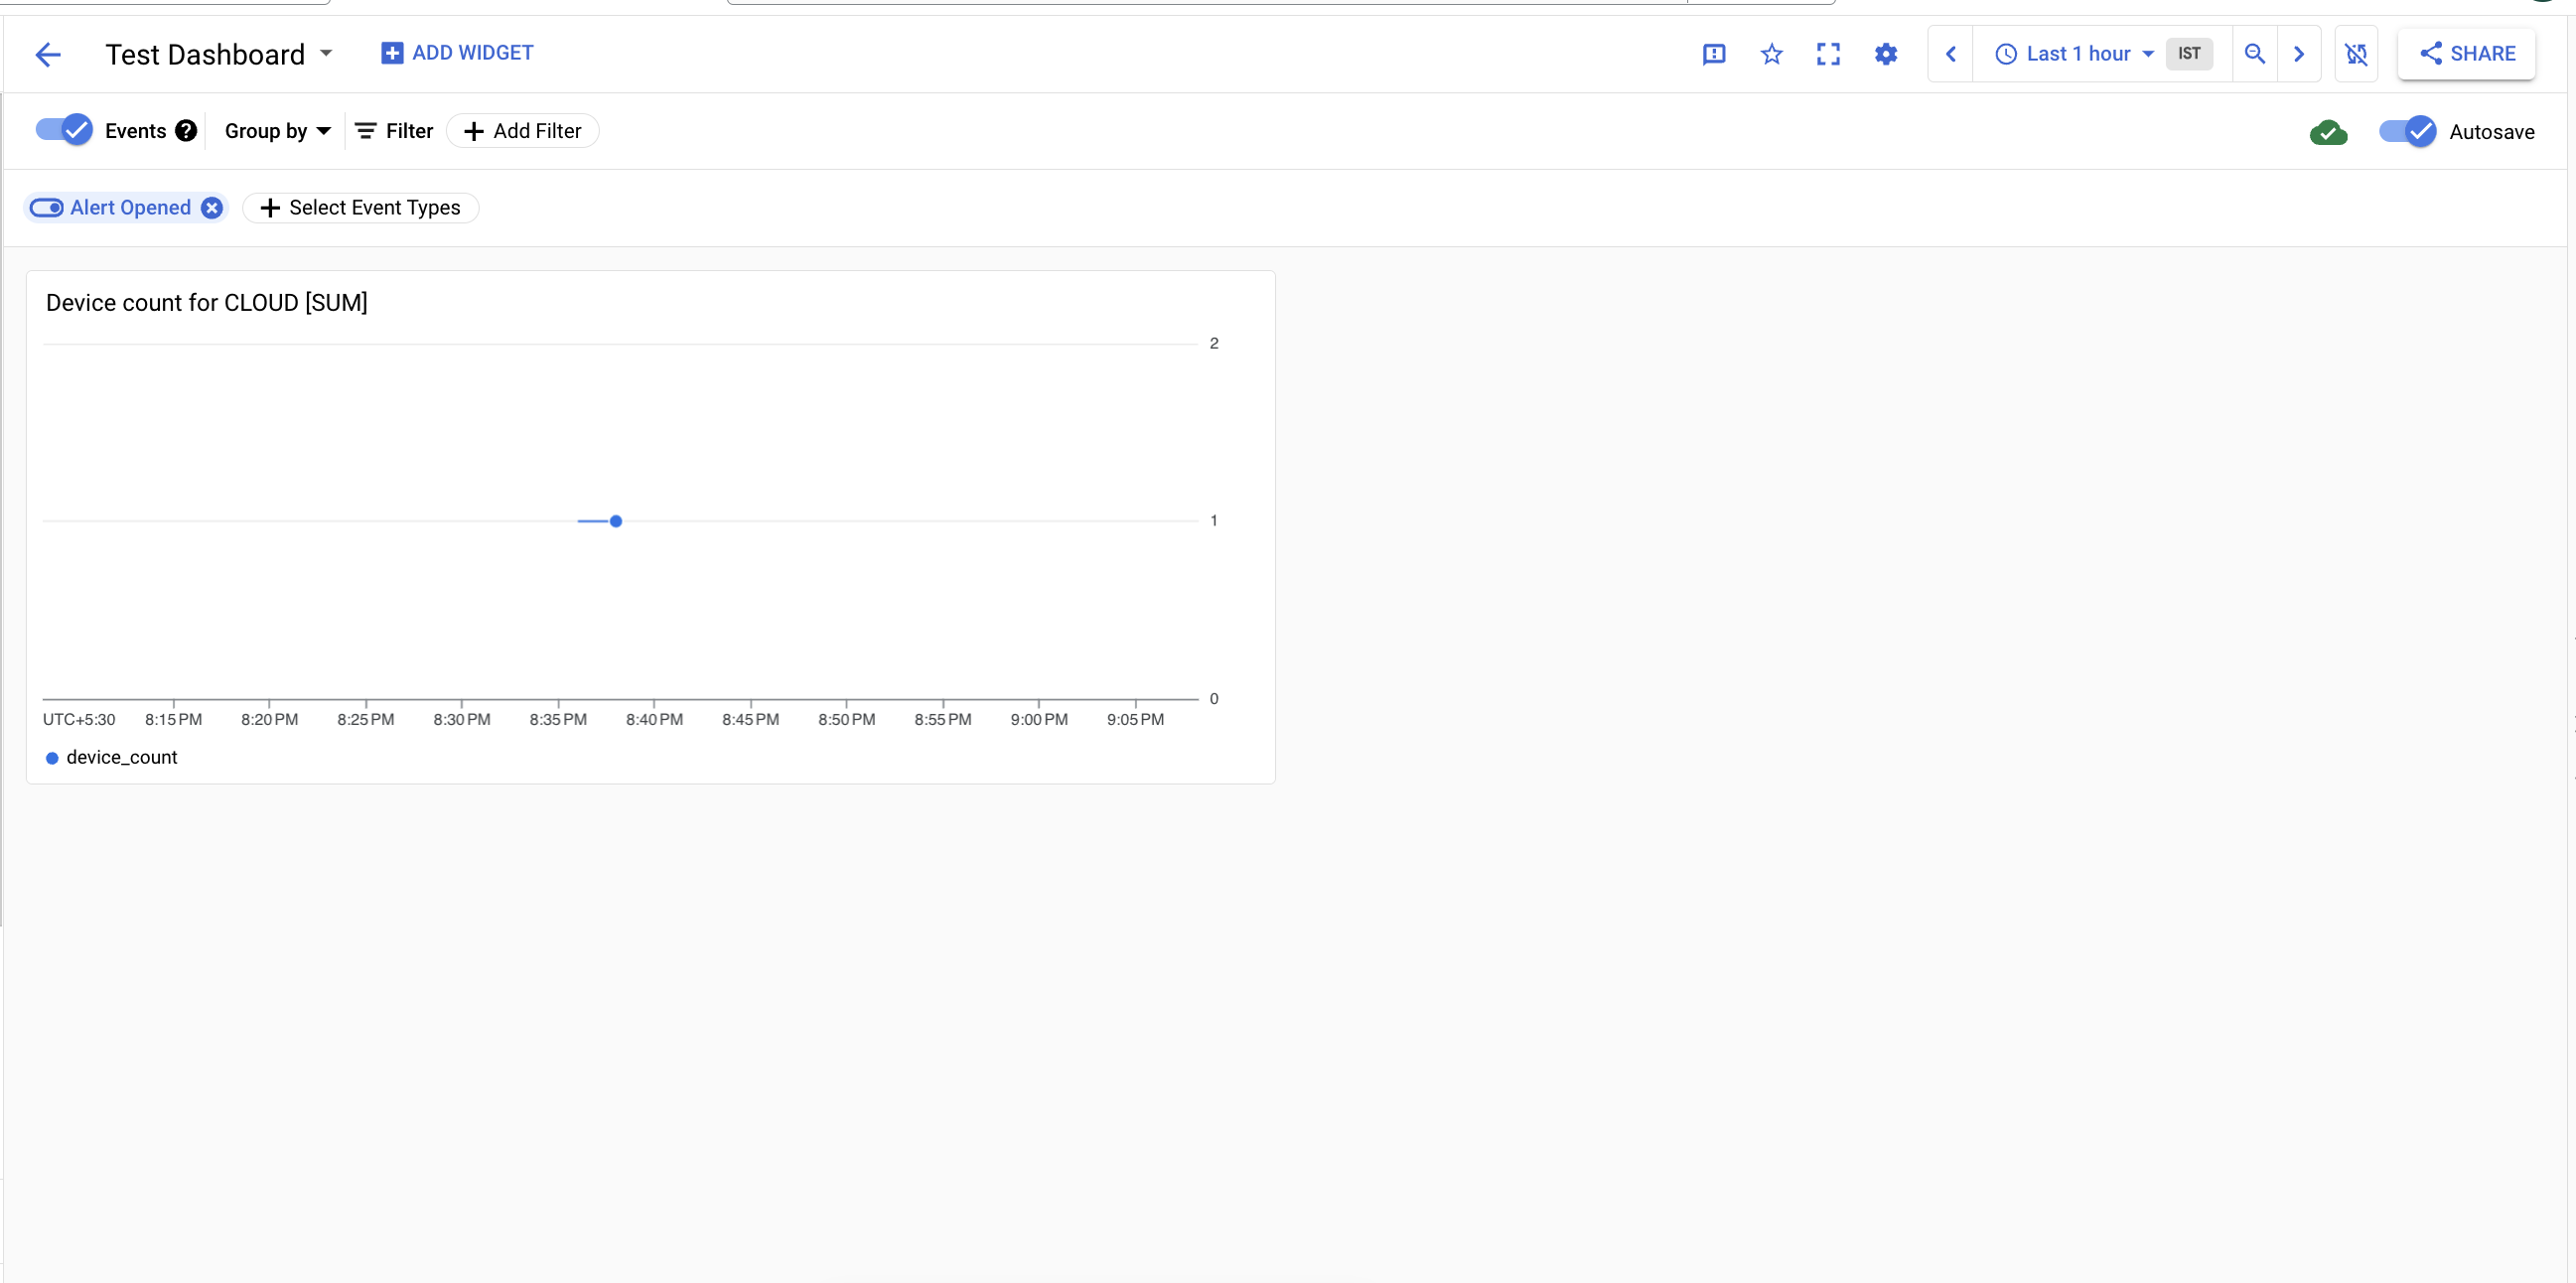 Test Dashboard ADD WIDGET Last 1 hour IST SHARE
Events Group by Filter Add Filter Autosave
Alert Opened Select Event Types
Device count for CLOUD [SUM]
2
1
0
UTC+5:30 8:15 PM 8:20 PM 8:25 PM 8:30 PM 8:35 PM 8:40 PM 8:45 PM 8:50 PM 8:55 PM 9:00 PM 9:05 PM
device_count